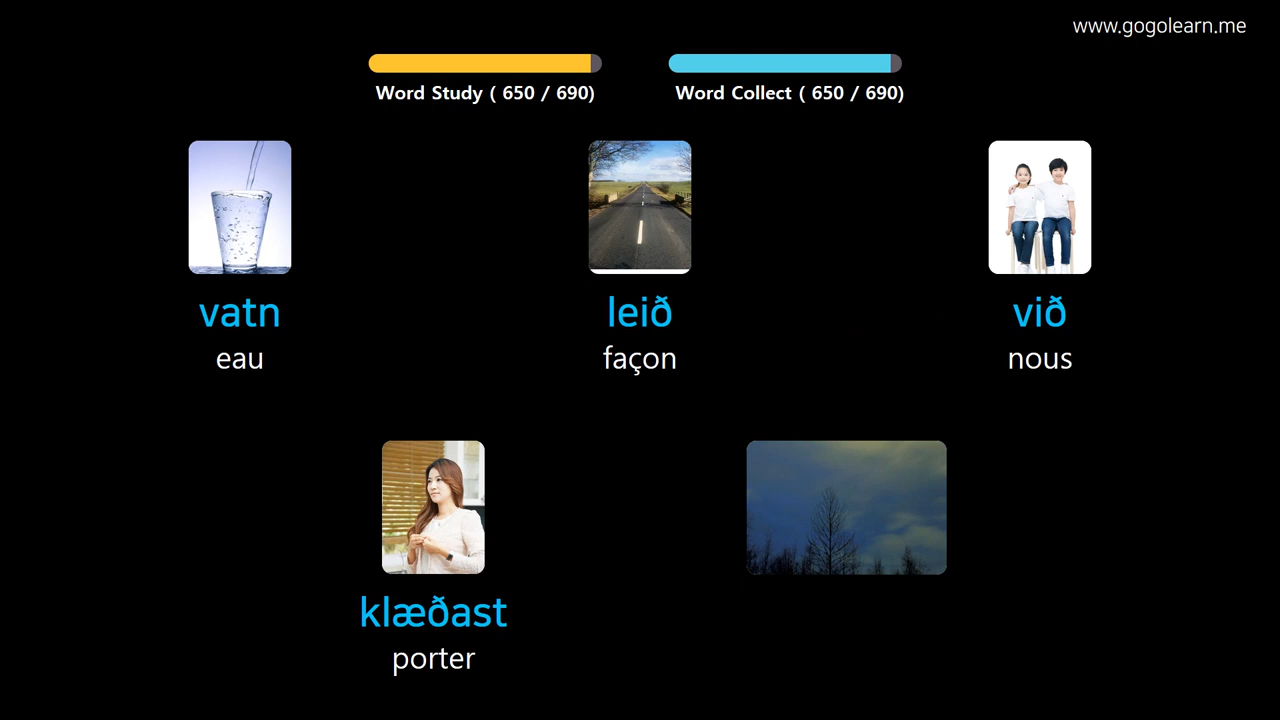 www.gogolearn.me
Word Study ( 650 / 690)
Word Collect ( 650 / 690)
vatn
eau
leið
façon
við
nous
klæðast
porter